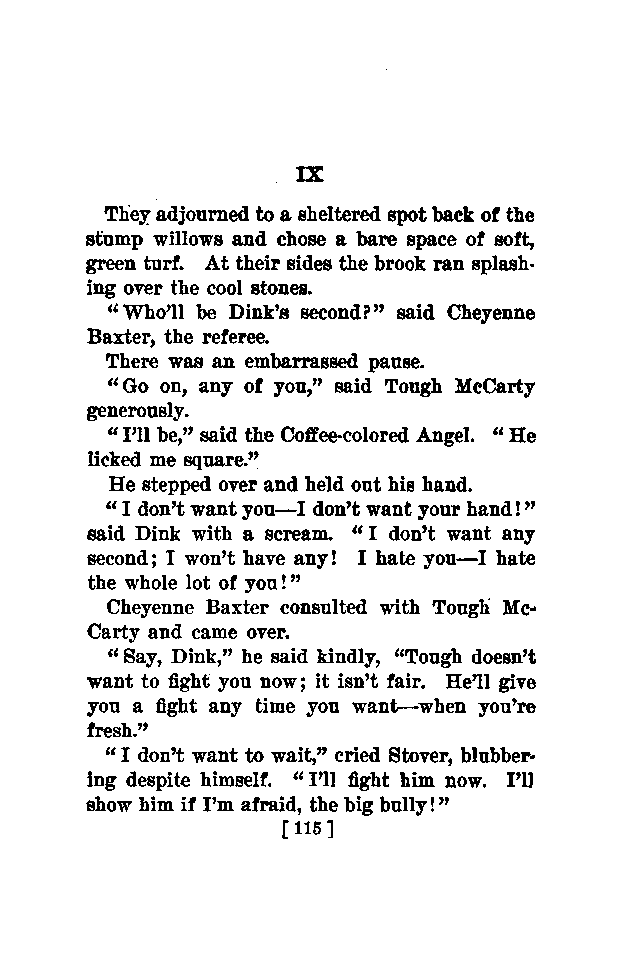 IX
They adjourned to a sheltered spot back of the
stump willows and chose a bare space of soft,
green turf. At their sides the brook ran splash-
ing over the cool stones.
"Who'll be Dink's second?" said Cheyenne
Baxter, the referee.
There was an embarrassed pause.
"Go on, any of you," said Tough McCarty
generously.
"I'll be," said the Coffee-colored Angel. "He
licked me square."
He stepped over and held out his hand.
"I don't want you—I don't want your hand!"
said Dink with a scream. "I don't want any
second; I won't have any! I hate you—I hate
the whole lot of you!"
Cheyenne Baxter consulted with Tough Mc-
Carty and came over.
"Say, Dink," he said kindly, "Tough doesn't
want to fight you now; it isn't fair. He'll give
you a fight any time you want—when you're
fresh."
"I don't want to wait," cried Stover, blubber-
ing despite himself. "I'll fight him now. I'll
show him if I'm afraid, the big bully!"
[115]